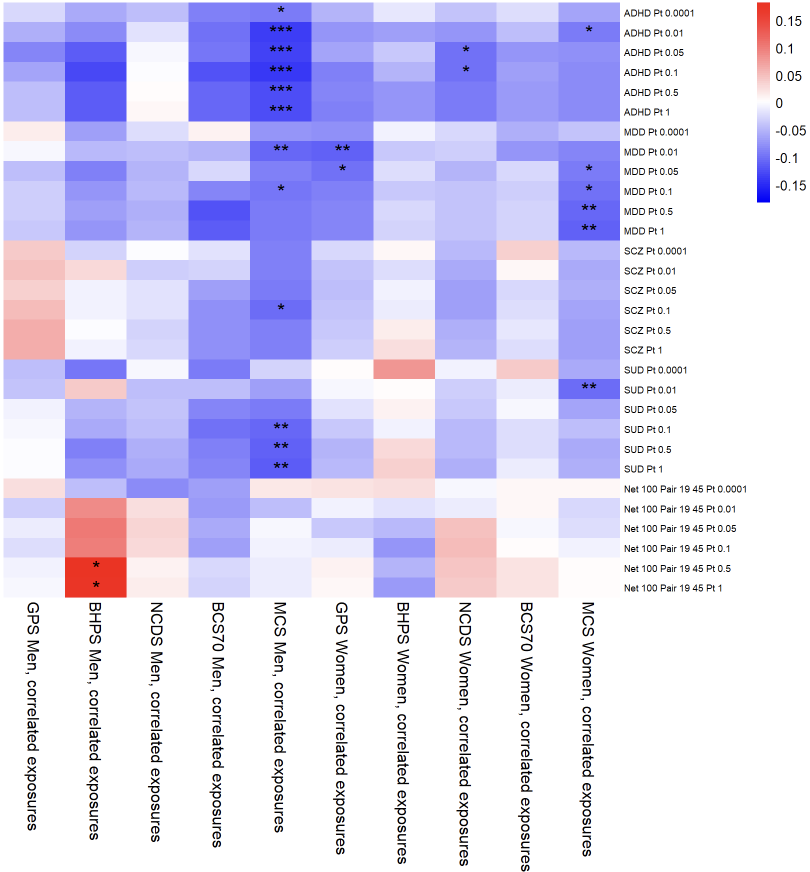 * ADHD Pt 0.0001 0.15
*** * ADHD Pt 0.01
*** * ADHD Pt 0.05 0.1
*** * ADHD Pt 0.1 0.05
*** ADHD Pt 0.5 0
*** ADHD Pt 1
MDD Pt 0.0001 -0.05
** ** MDD Pt 0.01 -0.1
* * MDD Pt 0.05
* * MDD Pt 0.1 -0.15
** MDD Pt 0.5
** MDD Pt 1
SCZ Pt 0.0001
SCZ Pt 0.01
SCZ Pt 0.05
* SCZ Pt 0.1
SCZ Pt 0.5
SCZ Pt 1
SUD Pt 0.0001
** SUD Pt 0.01
SUD Pt 0.05
** SUD Pt 0.1
** SUD Pt 0.5
** SUD Pt 1
Net 100 Pair 19 45 Pt 0.0001
Net 100 Pair 19 45 Pt 0.01
Net 100 Pair 19 45 Pt 0.05
Net 100 Pair 19 45 Pt 0.1
* Net 100 Pair 19 45 Pt 0.5
* Net 100 Pair 19 45 Pt 1
GPS Men, correlated exposures
BHPS Men, correlated exposures
NCDS Men, correlated exposures
BCS70 Men, correlated exposures
MCS Men, correlated exposures
GPS Women, correlated exposures
BHPS Women, correlated exposures
NCDS Women, correlated exposures
BCS70 Women, correlated exposures
MCS Women, correlated exposures